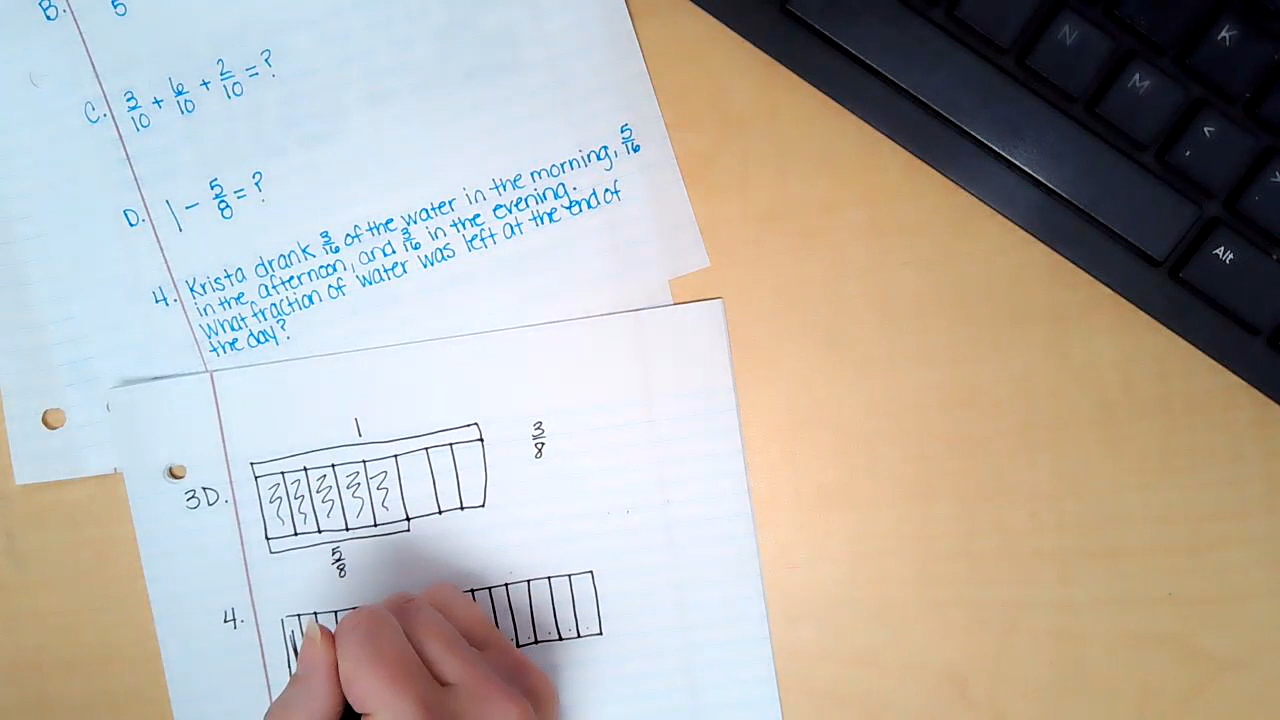 B. 5
C. 3/10 + 6/10 + 2/10 = ?
D. 1 - 5/8 = ?
4. Krista drank 3/16 of the water in the morning, 5/16
in the afternoon, and 3/16 in the evening.
What fraction of water was left at the end of
the day?
1
3/8
3D.
5/8
4.
N
M
K
<
,
Alt